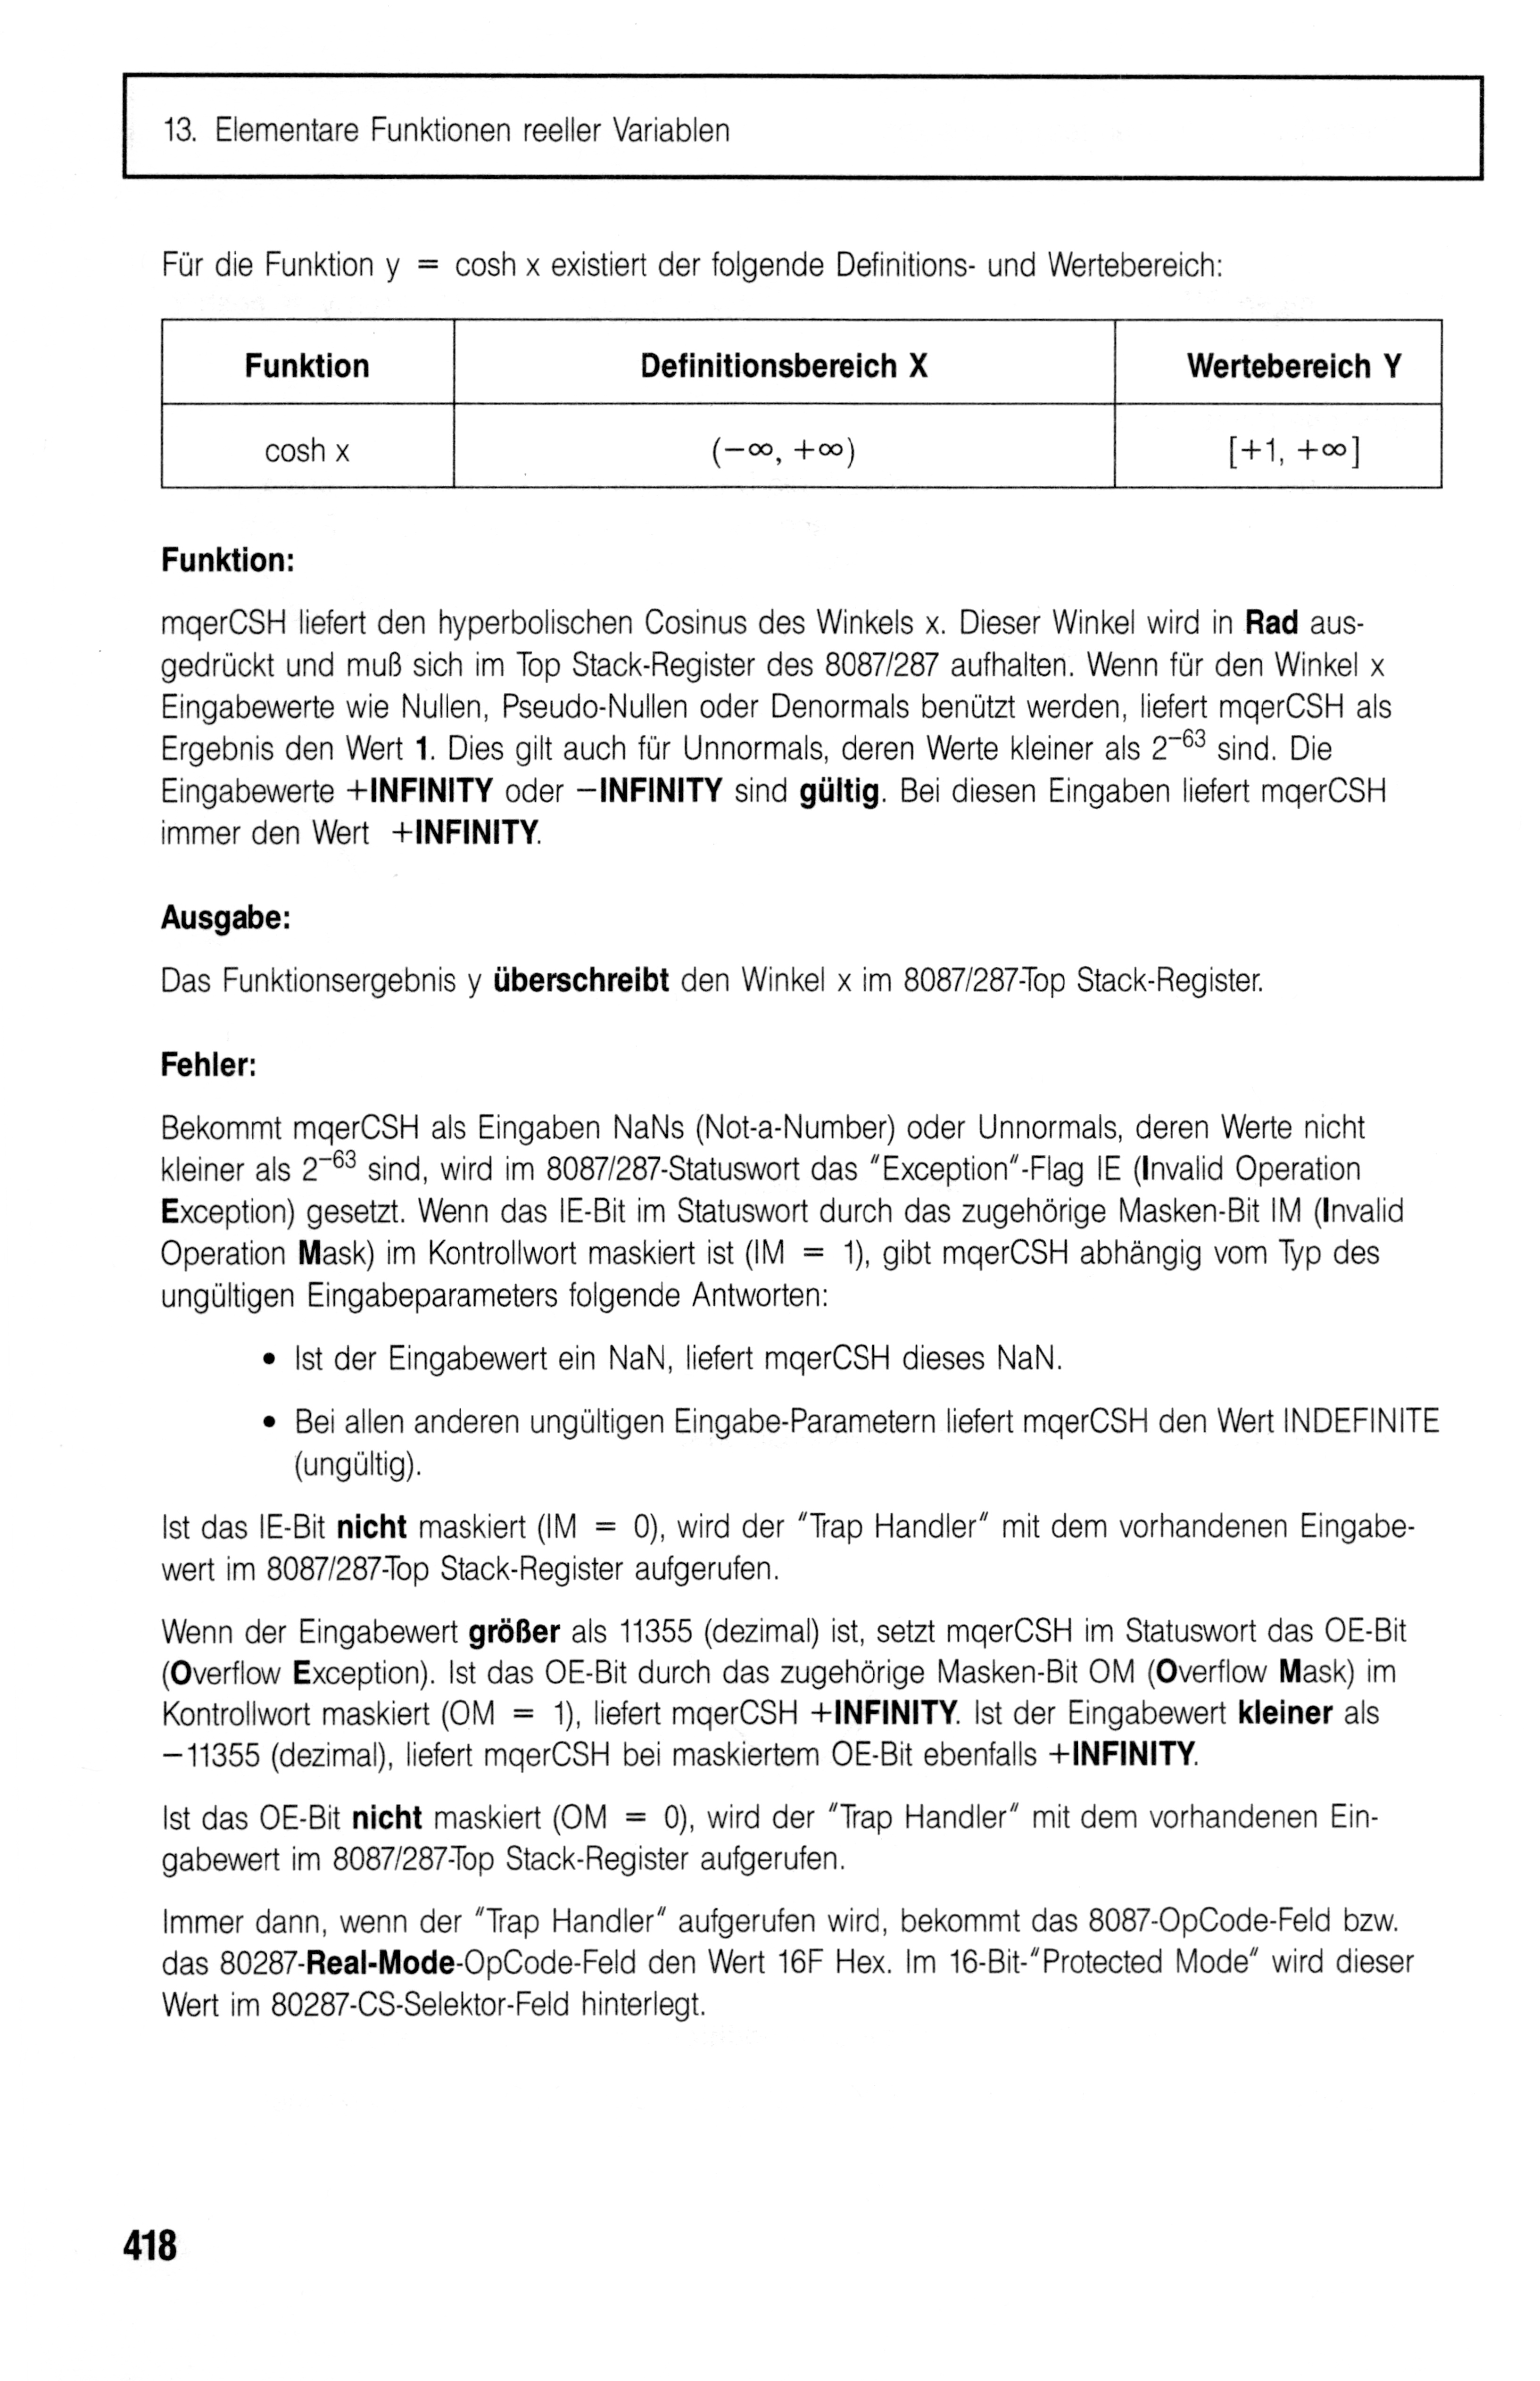 13. Elementare Funktionen reeller Variablen
Für die Funktion y = cosh x existiert der folgende Definitions- und Wertebereich:
Funktion Definitionsbereich X Wertebereich Y
cosh x (−∞, +∞) [+1, +∞]
Funktion:
mqerCSH liefert den hyperbolischen Cosinus des Winkels x. Dieser Winkel wird in Rad aus-
gedrückt und muß sich im Top Stack-Register des 8087/287 aufhalten. Wenn für den Winkel x
Eingabewerte wie Nullen, Pseudo-Nullen oder Denormals benützt werden, liefert mqerCSH als
Ergebnis den Wert 1. Dies gilt auch für Unnormals, deren Werte kleiner als 2⁻⁶³ sind. Die
Eingabewerte +INFINITY oder −INFINITY sind gültig. Bei diesen Eingaben liefert mqerCSH
immer den Wert +INFINITY.
Ausgabe:
Das Funktionsergebnis y überschreibt den Winkel x im 8087/287-Top Stack-Register.
Fehler:
Bekommt mqerCSH als Eingaben NaNs (Not-a-Number) oder Unnormals, deren Werte nicht
kleiner als 2⁻⁶³ sind, wird im 8087/287-Statuswort das "Exception"-Flag IE (Invalid Operation
Exception) gesetzt. Wenn das IE-Bit im Statuswort durch das zugehörige Masken-Bit IM (Invalid
Operation Mask) im Kontrollwort maskiert ist (IM = 1), gibt mqerCSH abhängig vom Typ des
ungültigen Eingabeparameters folgende Antworten:
• Ist der Eingabewert ein NaN, liefert mqerCSH dieses NaN.
• Bei allen anderen ungültigen Eingabe-Parametern liefert mqerCSH den Wert INDEFINITE
(ungültig).
Ist das IE-Bit nicht maskiert (IM = 0), wird der "Trap Handler" mit dem vorhandenen Eingabe-
wert im 8087/287-Top Stack-Register aufgerufen.
Wenn der Eingabewert größer als 11355 (dezimal) ist, setzt mqerCSH im Statuswort das OE-Bit
(Overflow Exception). Ist das OE-Bit durch das zugehörige Masken-Bit OM (Overflow Mask) im
Kontrollwort maskiert (OM = 1), liefert mqerCSH +INFINITY. Ist der Eingabewert kleiner als
−11355 (dezimal), liefert mqerCSH bei maskiertem OE-Bit ebenfalls +INFINITY.
Ist das OE-Bit nicht maskiert (OM = 0), wird der "Trap Handler" mit dem vorhandenen Ein-
gabewert im 8087/287-Top Stack-Register aufgerufen.
Immer dann, wenn der "Trap Handler" aufgerufen wird, bekommt das 8087-OpCode-Feld bzw.
das 80287-Real-Mode-OpCode-Feld den Wert 16F Hex. Im 16-Bit-"Protected Mode" wird dieser
Wert im 80287-CS-Selektor-Feld hinterlegt.
418